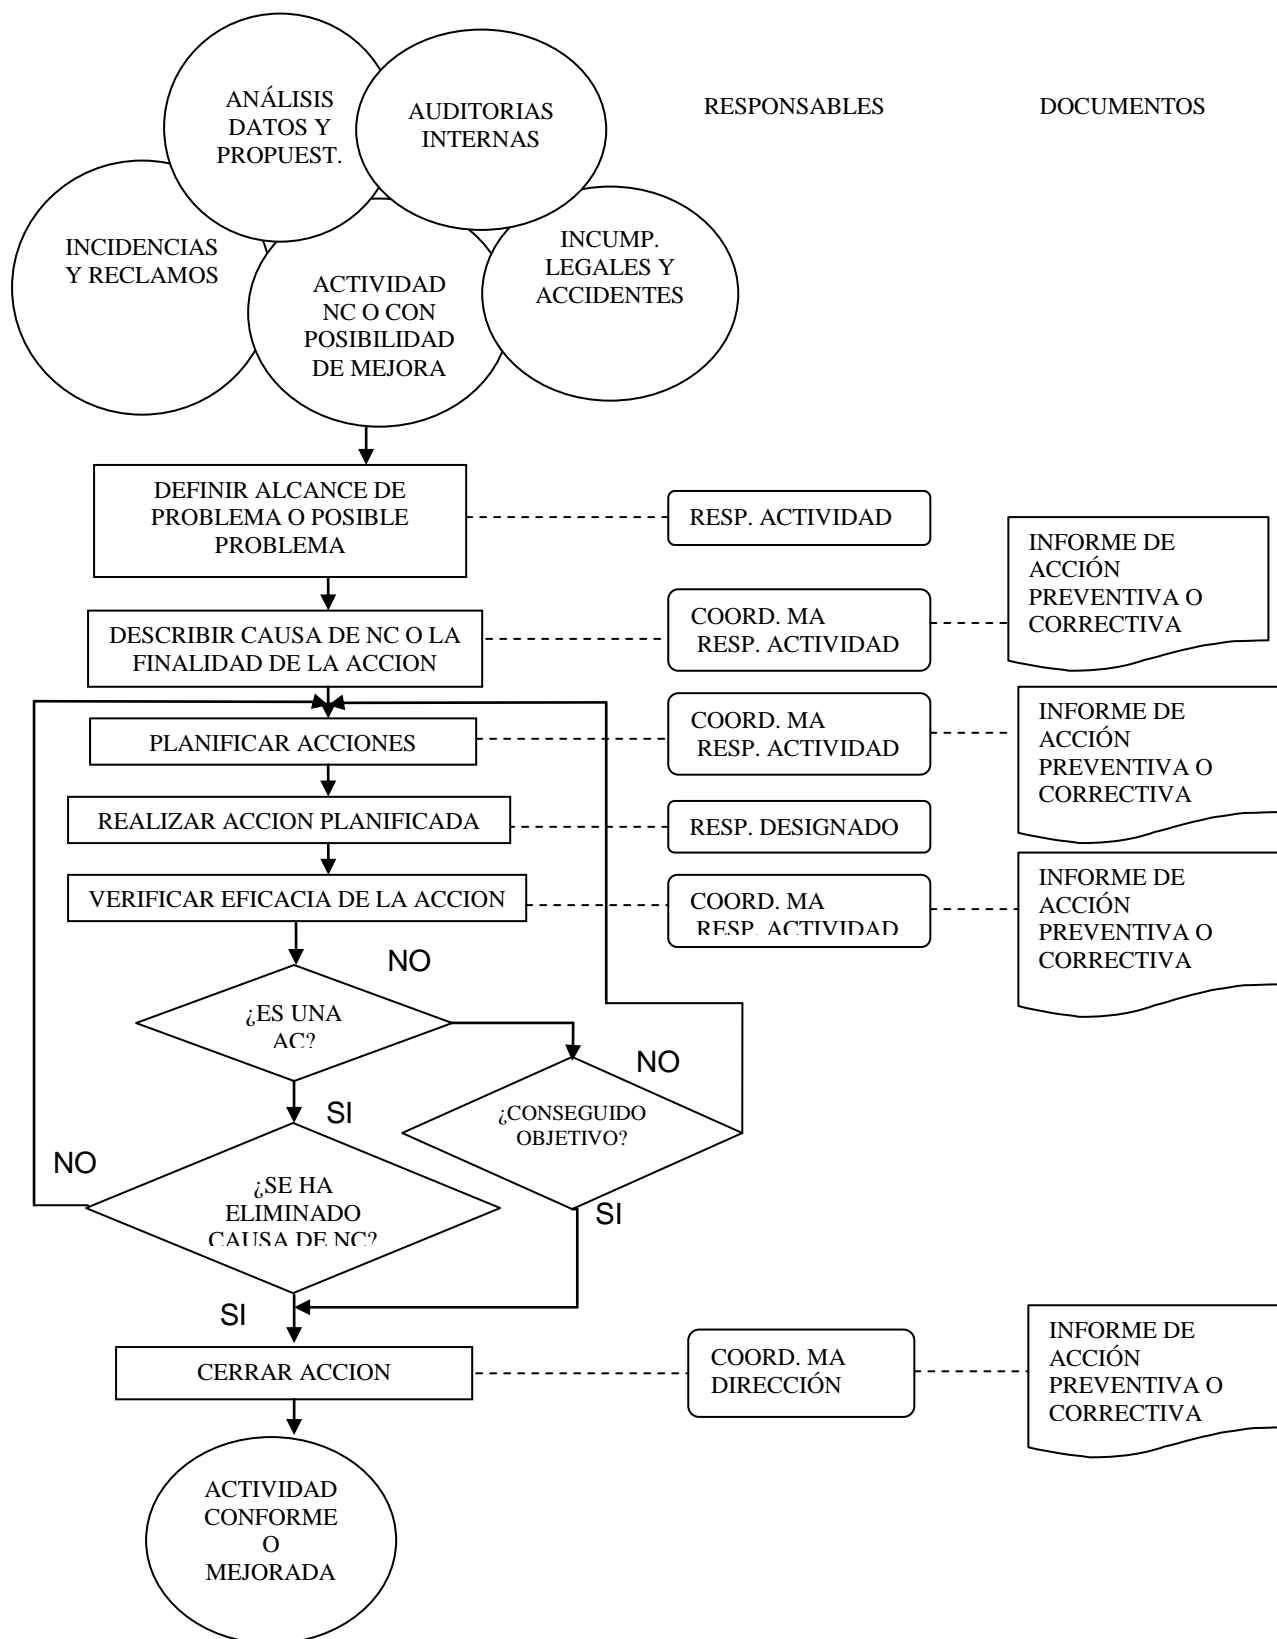 ANÁLISIS
DATOS Y
PROPUEST.
AUDITORIAS
INTERNAS
RESPONSABLES
DOCUMENTOS
INCIDENCIAS
Y RECLAMOS
ACTIVIDAD
NC O CON
POSIBILIDAD
DE MEJORA
INCUMP.
LEGALES Y
ACCIDENTES
DEFINIR ALCANCE DE
PROBLEMA O POSIBLE
PROBLEMA
RESP. ACTIVIDAD
INFORME DE
ACCIÓN
PREVENTIVA O
CORRECTIVA
DESCRIBIR CAUSA DE NC O LA
FINALIDAD DE LA ACCION
COORD. MA
RESP. ACTIVIDAD
PLANIFICAR ACCIONES
COORD. MA
RESP. ACTIVIDAD
INFORME DE
ACCIÓN
PREVENTIVA O
CORRECTIVA
REALIZAR ACCION PLANIFICADA
RESP. DESIGNADO
VERIFICAR EFICACIA DE LA ACCION
COORD. MA
RESP. ACTIVIDAD
INFORME DE
ACCIÓN
PREVENTIVA O
CORRECTIVA
NO
¿ES UNA
AC?
NO
SI
¿CONSEGUIDO
OBJETIVO?
NO
¿SE HA
ELIMINADO
CAUSA DE NC?
SI
SI
CERRAR ACCION
COORD. MA
DIRECCIÓN
INFORME DE
ACCIÓN
PREVENTIVA O
CORRECTIVA
ACTIVIDAD
CONFORME
O
MEJORADA